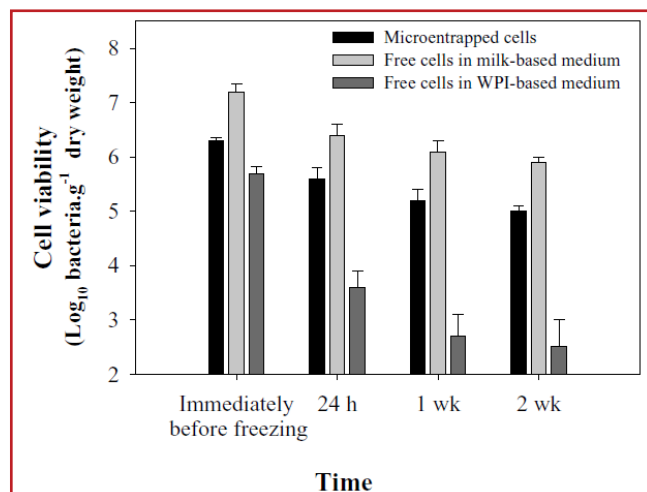 Microentrapped cells
Free cells in milk-based medium
Free cells in WPI-based medium
Cell viability
(Log10 bacteria.g-1 dry weight)
8
7
6
5
4
3
2
Immediately before freezing
24 h
1 wk
2 wk
Time